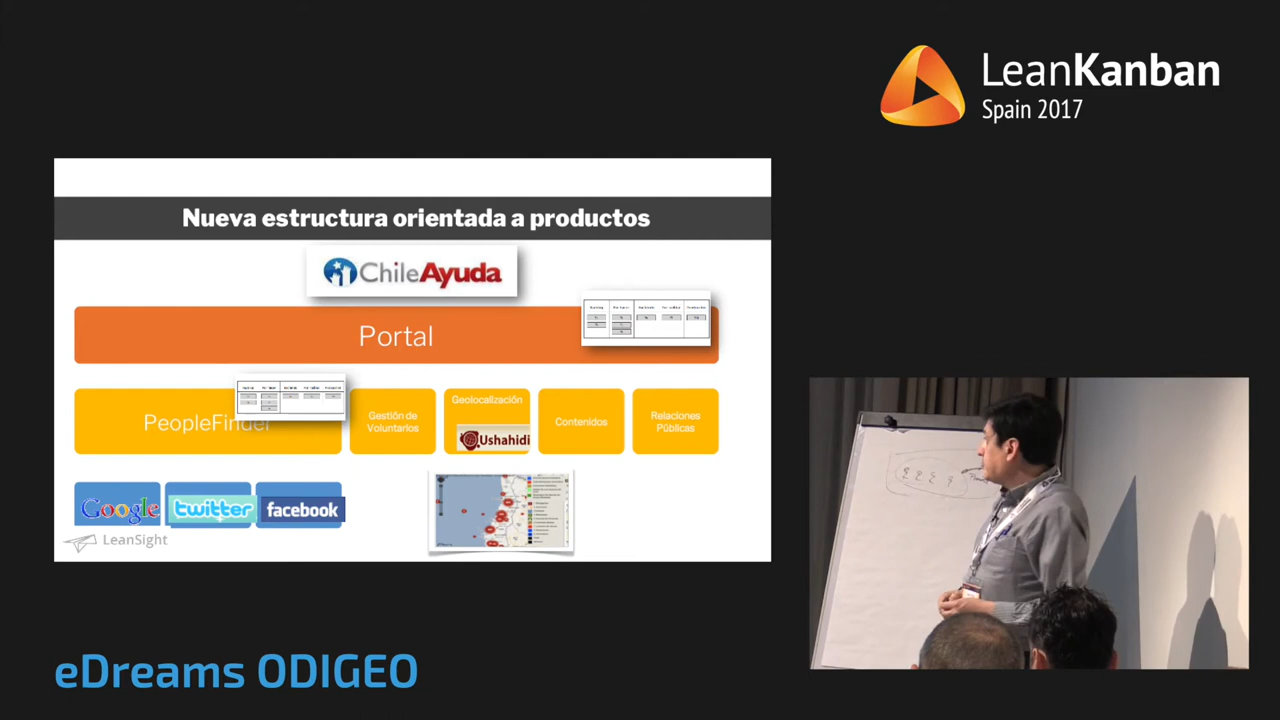 LeanKanban
Spain 2017
Nueva estructura orientada a productos
ChileAyuda
Portal
PeopleFinder
Gestión de
Voluntarios
Geolocalización
Ushahidi
Contenidos
Relaciones
Públicas
Google
twitter
facebook
LeanSight
eDreams ODIGEO